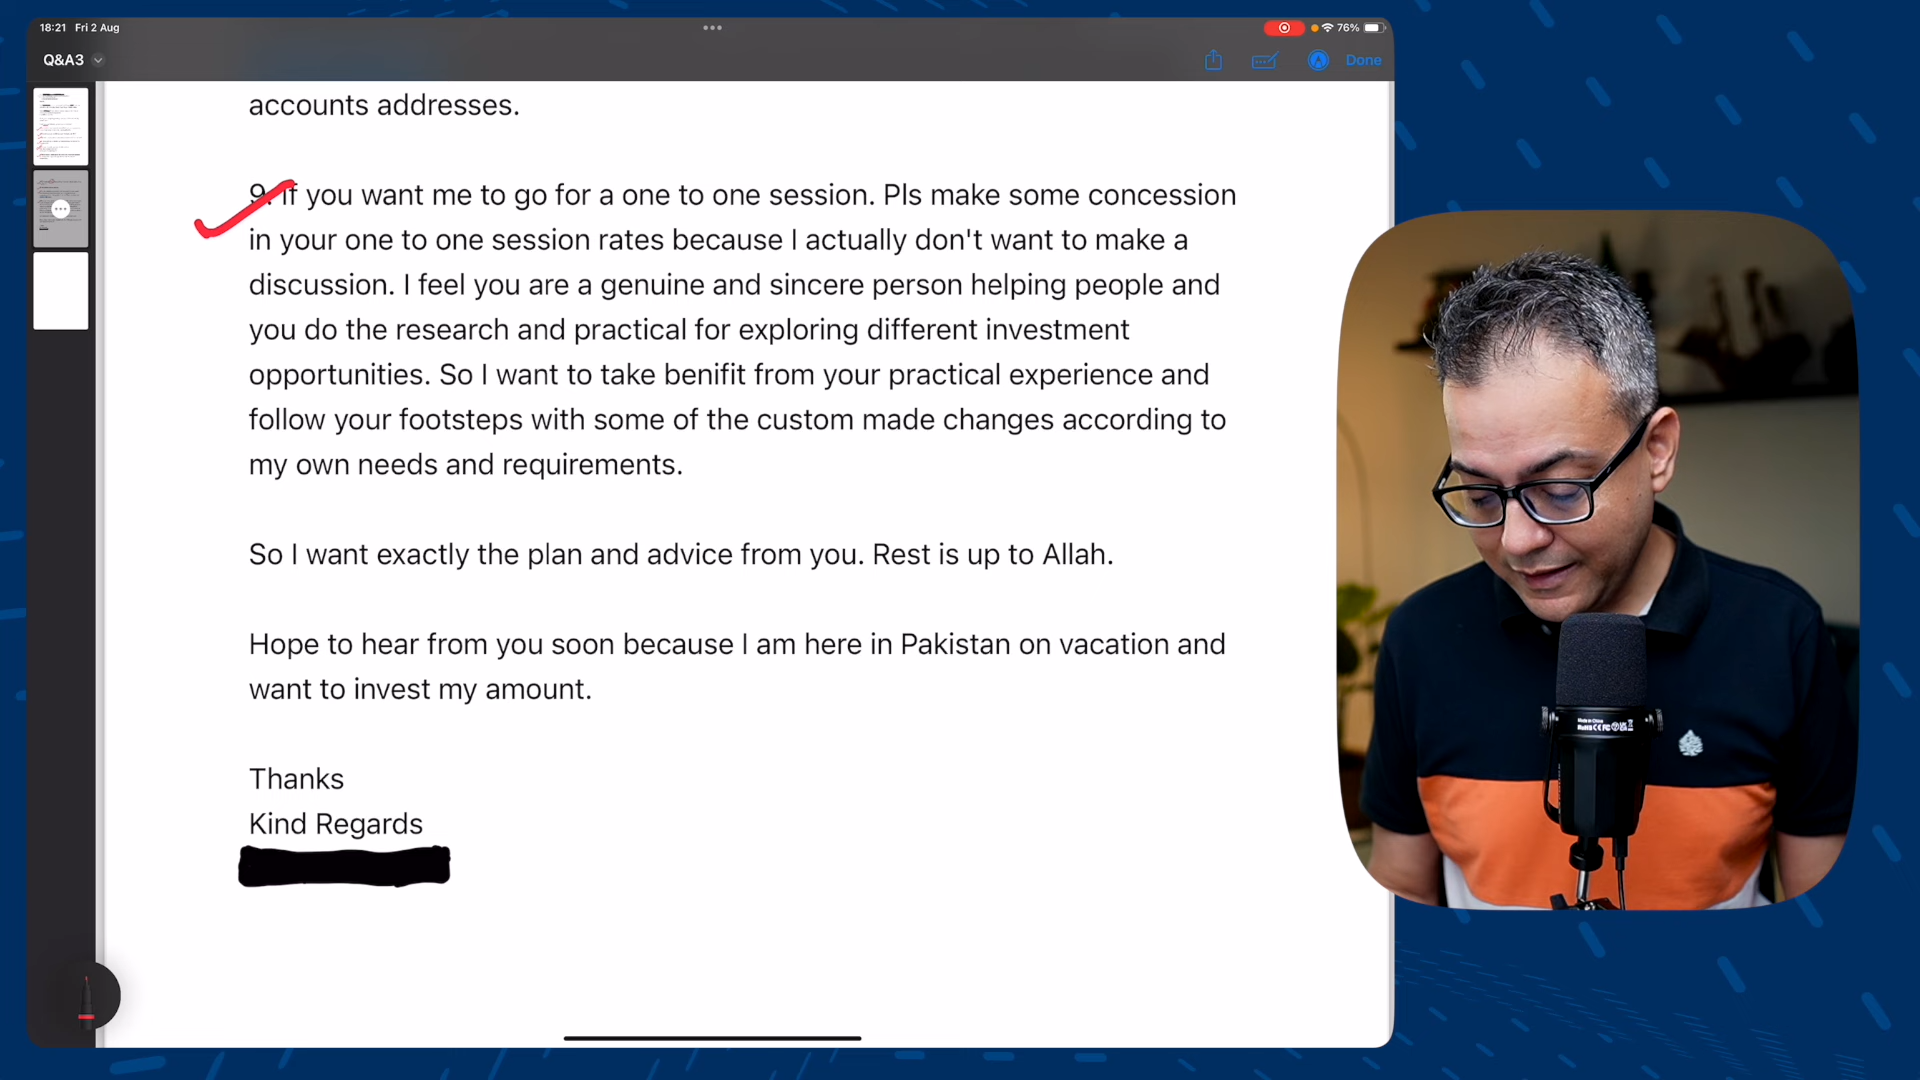 18:21 Fri 2 Aug
76%
Q&A3
Done
accounts addresses.
9. If you want me to go for a one to one session. Pls make some concession
in your one to one session rates because I actually don't want to make a
discussion. I feel you are a genuine and sincere person helping people and
you do the research and practical for exploring different investment
opportunities. So I want to take benifit from your practical experience and
follow your footsteps with some of the custom made changes according to
my own needs and requirements.
So I want exactly the plan and advice from you. Rest is up to Allah.
Hope to hear from you soon because I am here in Pakistan on vacation and
want to invest my amount.
Thanks
Kind Regards
Made in China